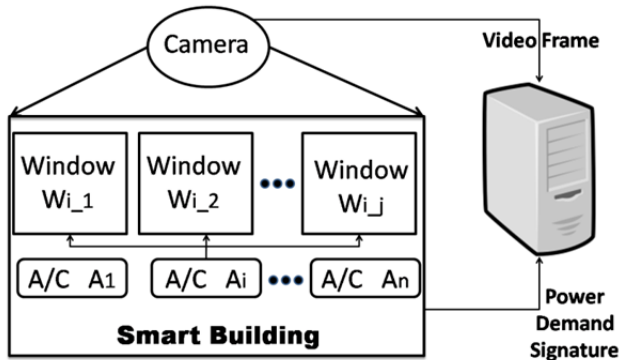 Camera
Video Frame
Window
Wi_1
Window
Wi_2
Window
Wi_j
A/C A1
A/C Ai
A/C An
Smart Building
Power
Demand
Signature